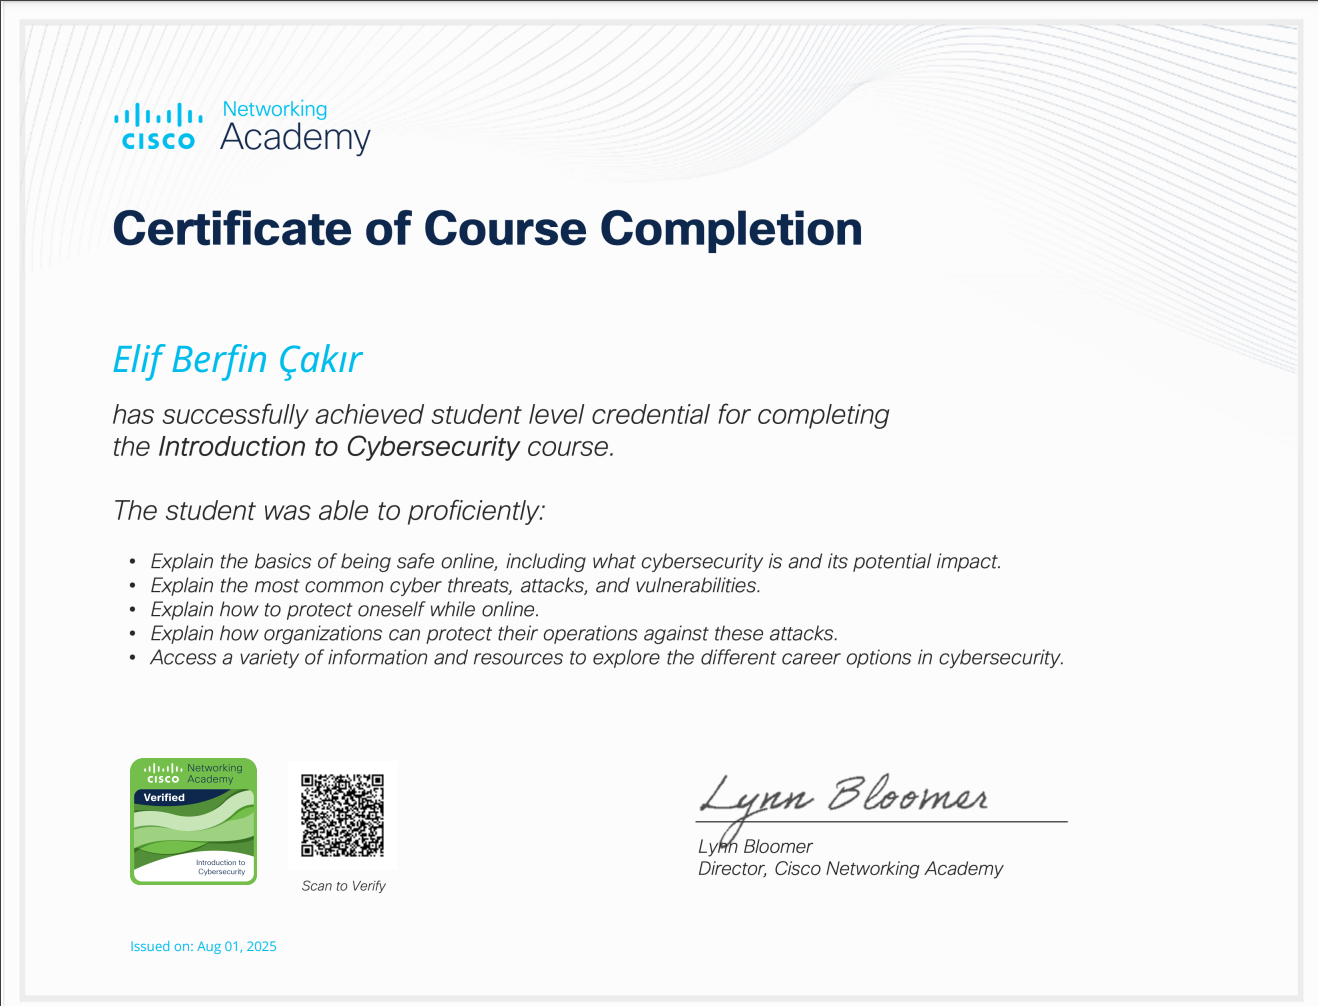 Networking
CISCO Academy
Certificate of Course Completion
Elif Berfin Çakır
has successfully achieved student level credential for completing
the Introduction to Cybersecurity course.
The student was able to proficiently:
• Explain the basics of being safe online, including what cybersecurity is and its potential impact.
• Explain the most common cyber threats, attacks, and vulnerabilities.
• Explain how to protect oneself while online.
• Explain how organizations can protect their operations against these attacks.
• Access a variety of information and resources to explore the different career options in cybersecurity.
Networking
CISCO Academy
Verified
Introduction to
Cybersecurity
Scan to Verify
Lynn Bloomer
Lynn Bloomer
Director, Cisco Networking Academy
Issued on: Aug 01, 2025